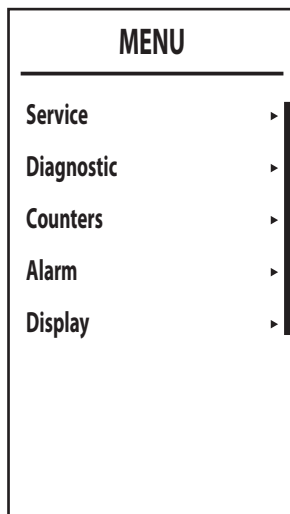 MENU
Service
Diagnostic
Counters
Alarm
Display